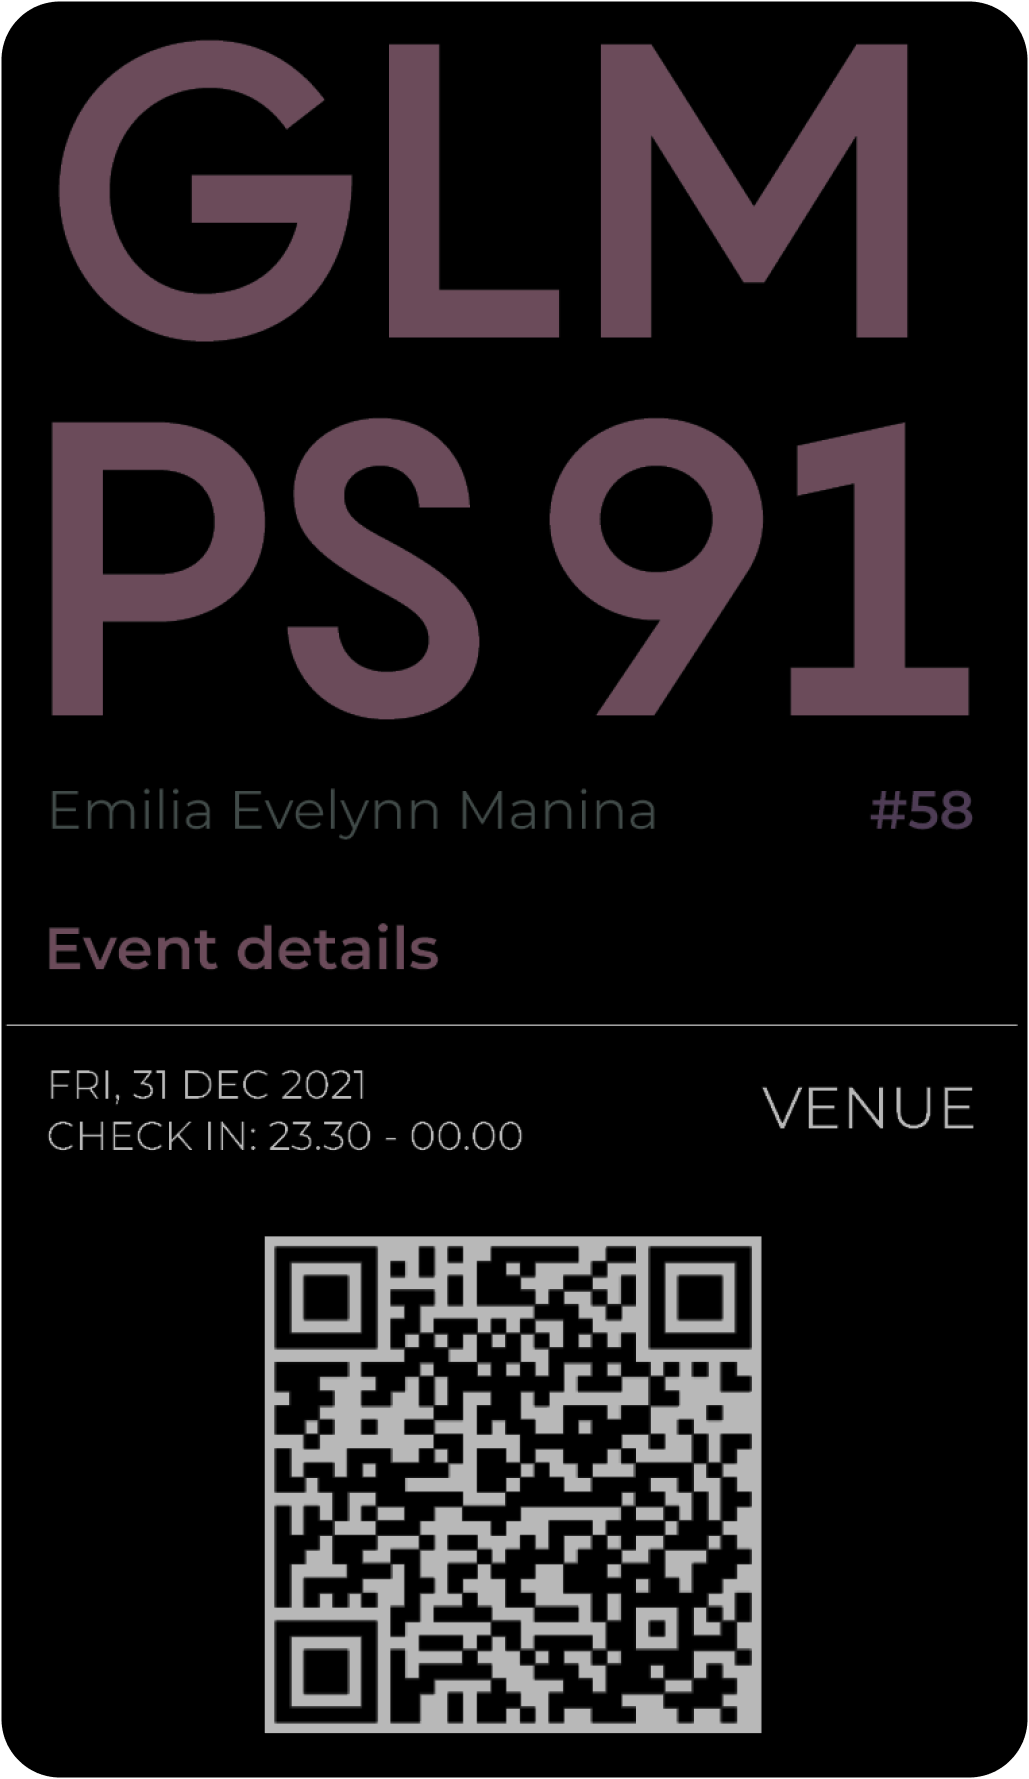 GLM
PS 91
Emilia Evelynn Manina #58
Event details
FRI, 31 DEC 2021
CHECK IN: 23.30 - 00.00
VENUE